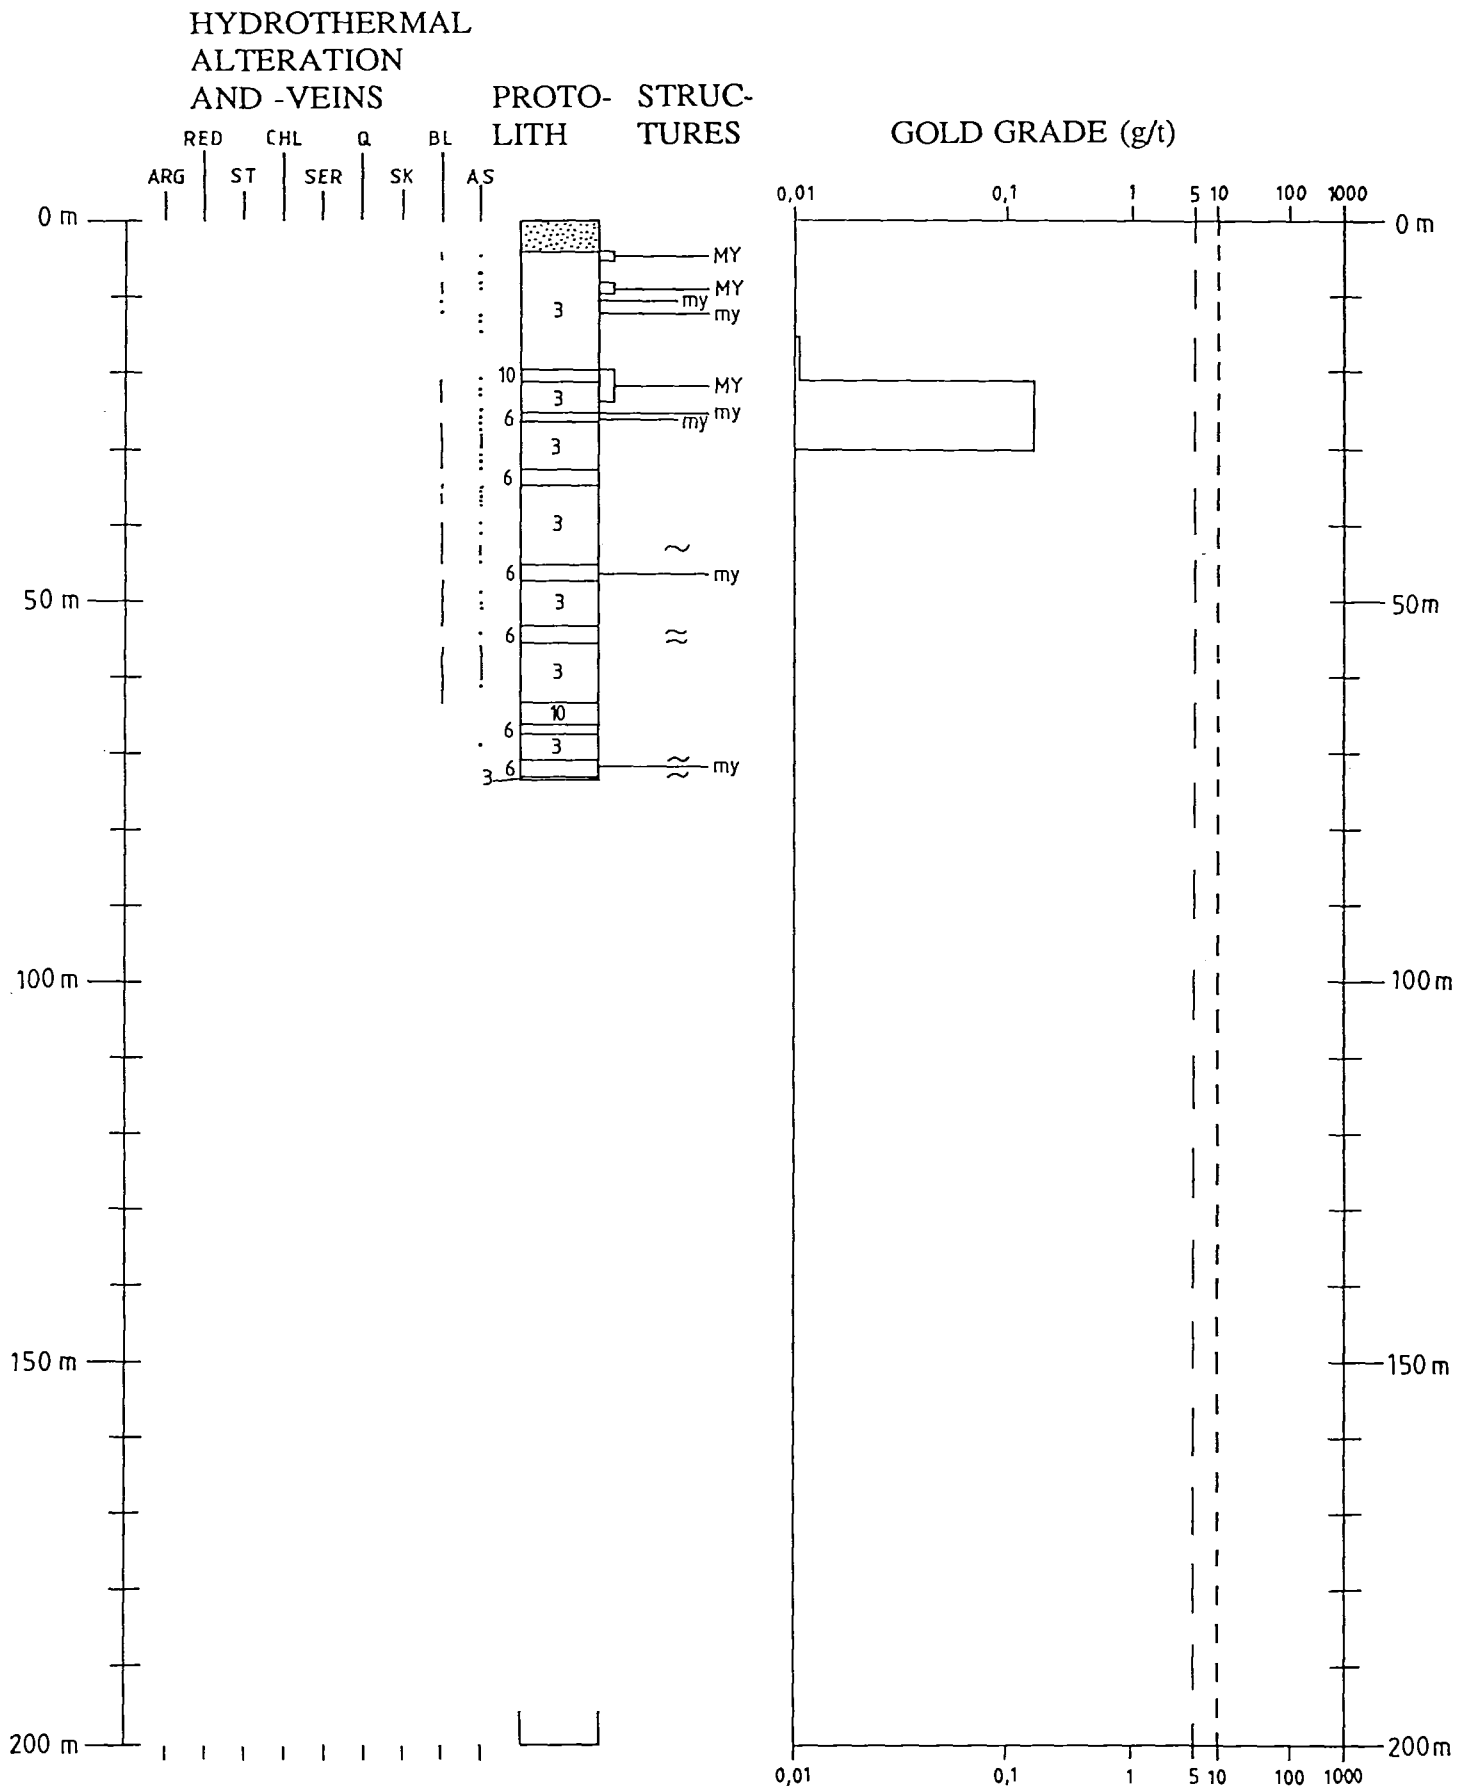 HYDROTHERMAL
ALTERATION
AND -VEINS
PROTO-
LITH
STRUC-
TURES
GOLD GRADE (g/t)
RED CHL Q BL
ARG ST SER SK AS
0,01 0,1 1 5 10 100 1000
0 m 0 m
MY
MY
3 my
my
10
MY
3
my
6 my
3
6
3
~
6 my
50 m 3 50m
6 ≈
3
10
6
3
≈
6 my
3
100 m 100m
150 m 150m
200 m 200m
0,01 0,1 1 5 10 100 1000